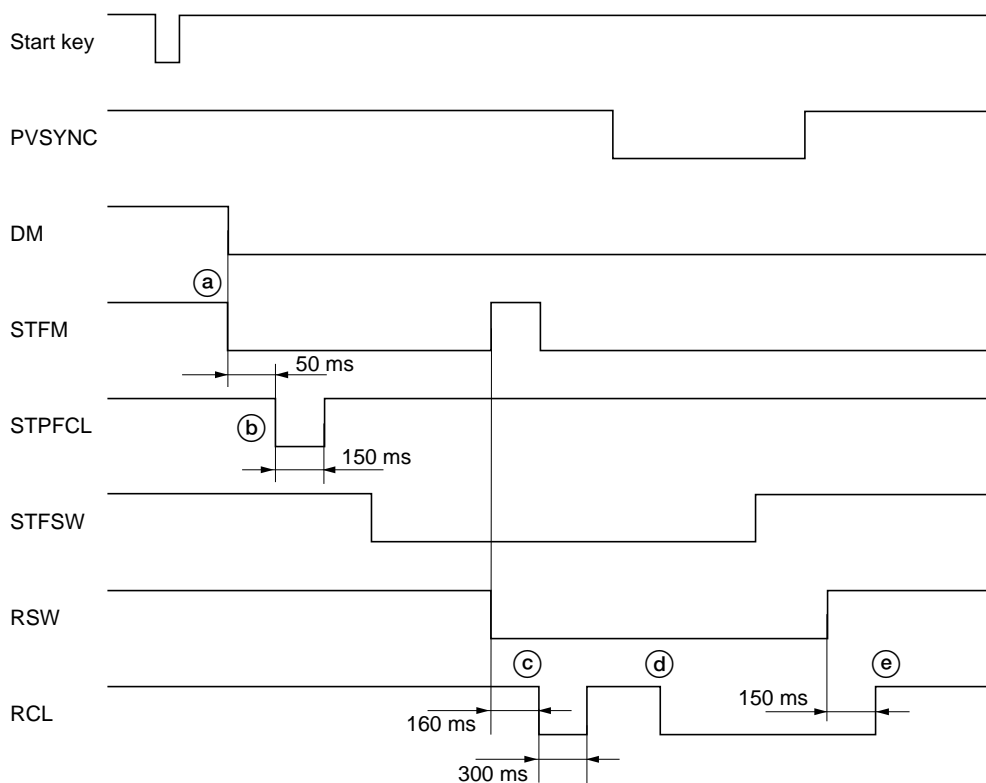 Start key
PVSYNC
DM
a
STFM
50 ms
STPFCL
b
150 ms
STFSW
RSW
c
d
e
RCL
160 ms
150 ms
300 ms